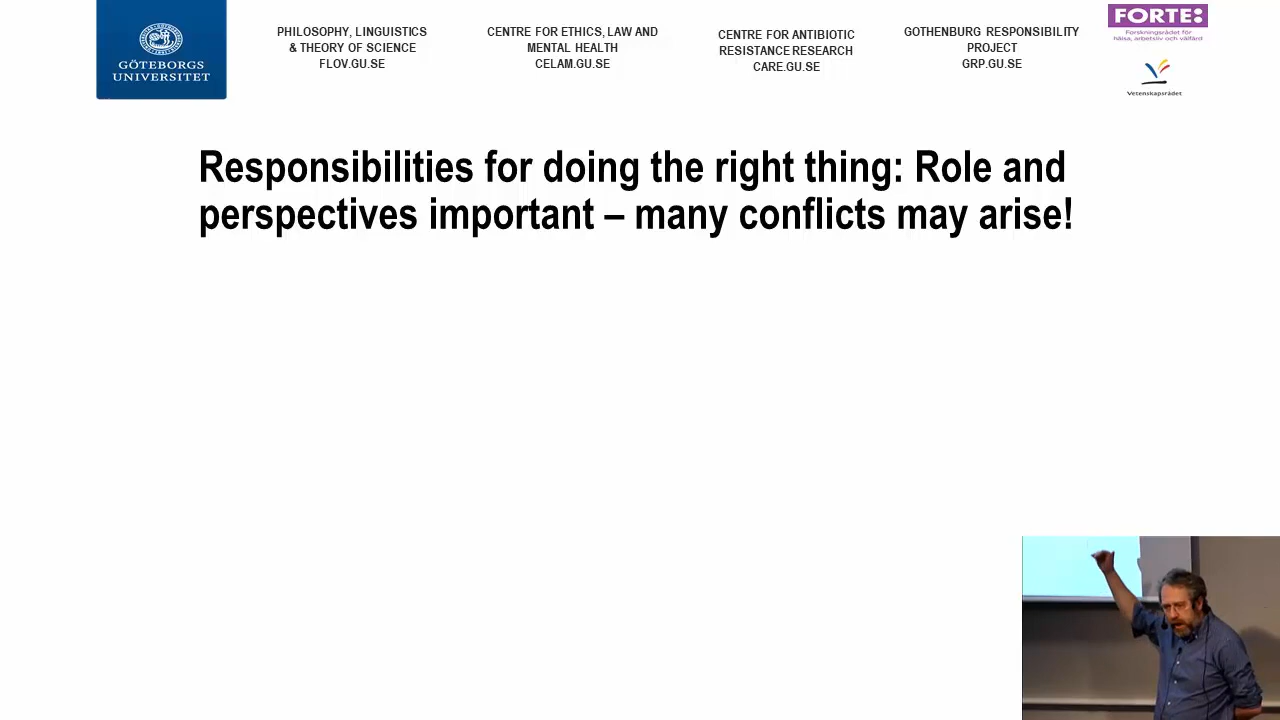 GÖTEBORGS
UNIVERSITET
PHILOSOPHY, LINGUISTICS
& THEORY OF SCIENCE
FLOV.GU.SE
CENTRE FOR ETHICS, LAW AND
MENTAL HEALTH
CELAM.GU.SE
CENTRE FOR ANTIBIOTIC
RESISTANCE RESEARCH
CARE.GU.SE
GOTHENBURG RESPONSIBILITY
PROJECT
GRP.GU.SE
FORTE:
Forskningsrådet för
hälsa, arbetsliv och välfärd
Vetenskapsrådet
Responsibilities for doing the right thing: Role and
perspectives important – many conflicts may arise!